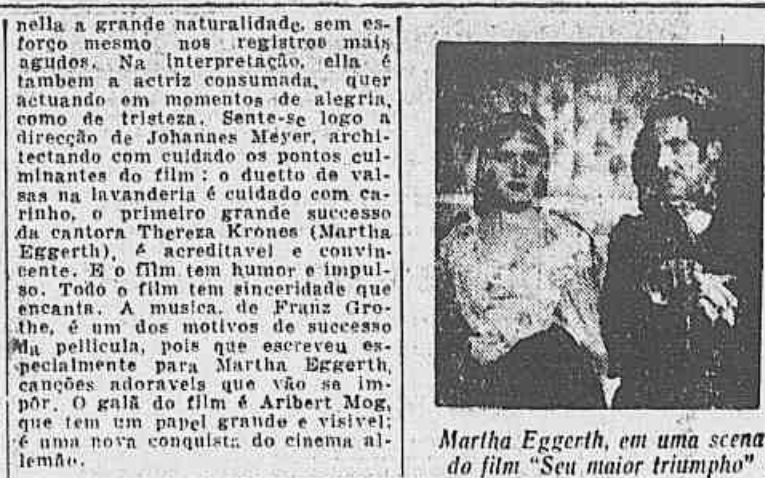 nella a grande naturalidade, sem es-
forço mesmo nos registros mais
agudos. Na interpretação, ella é
tambem a actriz consumada, quer
actuando em momentos de alegria,
como de tristeza. Sente-se logo a
direcção de Johannes Meyer, archi-
tectando com cuidado os pontos cul-
minantes do film : o duetto de val-
sas na lavanderia é cuidado com ca-
rinho, o primeiro grande successo
da cantora Thereza Krones (Martha
Eggerth), é acreditavel e convin-
cente. E o film tem humor e impul-
so. Todo o film tem sinceridade que
encanta. A musica, de Franz Gro-
the, é um dos motivos de successo
da pellicula, pois que escreveu es-
pecialmente para Martha Eggerth,
canções adoraveis que vão se im-
pôr. O galã do film é Aribert Mog,
que tem um papel grande e visivel;
é uma nova conquista do cinema al-
lemão.
Martha Eggerth, em uma scena
do film "Seu maior triumpho"